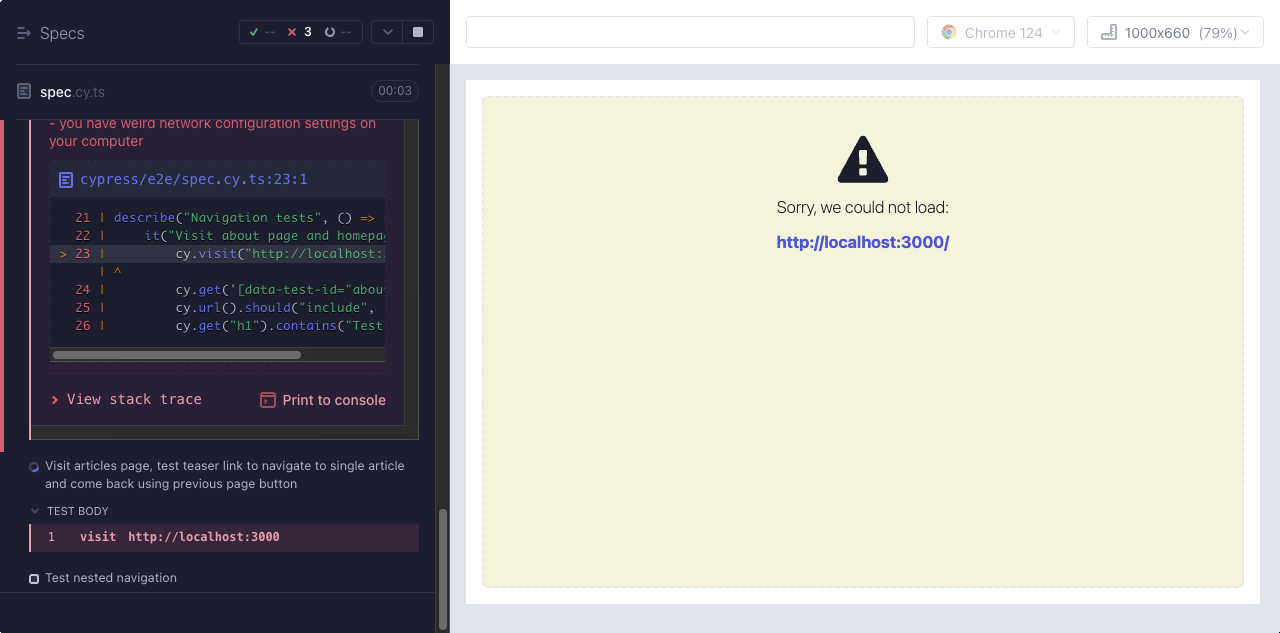 Specs
-- 3 --
Chrome 124
1000x660 (79%)
spec.cy.ts
00:03
- you have weird network configuration settings on
your computer
cypress/e2e/spec.cy.ts:23:1
21 | describe("Navigation tests", () =>
22 | it("Visit about page and homepa
> 23 | cy.visit("http://localhost:
| ^
24 | cy.get('[data-test-id="abou
25 | cy.url().should("include",
26 | cy.get("h1").contains("Test
View stack trace
Print to console
Visit articles page, test teaser link to navigate to single article
and come back using previous page button
TEST BODY
1 visit http://localhost:3000
Test nested navigation
Sorry, we could not load:
http://localhost:3000/